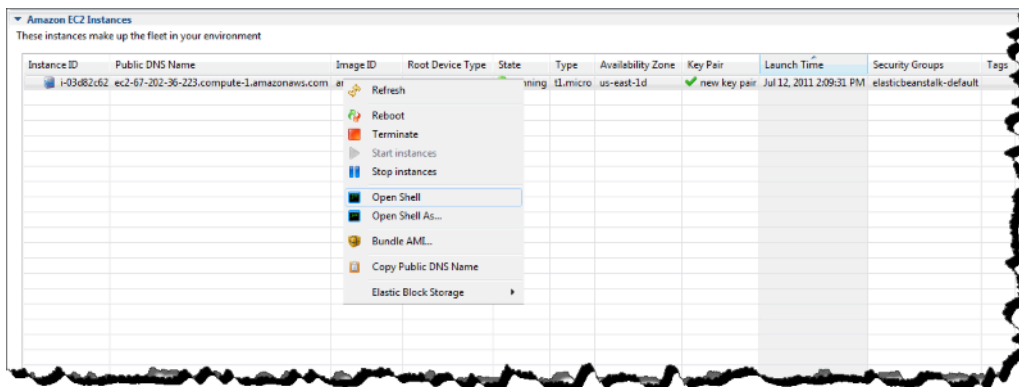 Amazon EC2 Instances
These instances make up the fleet in your environment
Instance ID Public DNS Name Image ID Root Device Type State Type Availability Zone Key Pair Launch Time Security Groups Tags
i-03d82c62 ec2-67-202-36-223.compute-1.amazonaws.com t1.micro us-east-1d new key pair Jul 12, 2011 2:09:31 PM elasticbeanstalk-default
Refresh
Reboot
Terminate
Start instances
Stop instances
Open Shell
Open Shell As...
Bundle AMI...
Copy Public DNS Name
Elastic Block Storage